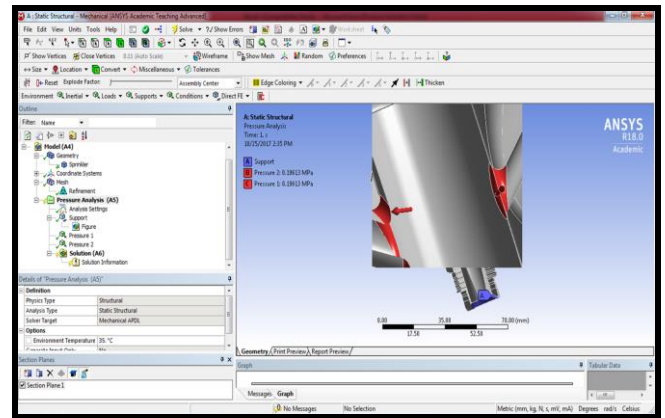 A : Static Structural - Mechanical [ANSYS Academic Teaching Advanced]
File Edit View Units Tools Help Solve ?/ Show Errors Worksheet
Show Vertices Close Vertices 0.11 (Auto Scale) Wireframe Show Mesh Random Preferences
Size Location Convert Miscellaneous Tolerances
Reset Explode Factor: Assembly Center Edge Coloring Thicken
Environment Inertial Loads Supports Conditions Direct FE
Outline
Filter: Name
Model (A4)
Geometry
Sprinkler
Coordinate Systems
Mesh
Refinement
Pressure Analysis (A5)
Analysis Settings
Support
Figure
Pressure 1
Pressure 2
Solution (A6)
Solution Information
Details of "Pressure Analysis (A5)"
Definition
Physics Type Structural
Analysis Type Static Structural
Solver Target Mechanical APDL
Options
Environment Temperature 35. °C
Section Planes
Section Plane 1
A: Static Structural
Pressure Analysis
Time: 1. s
10/25/2017 2:35 PM
A Support
B Pressure 2: 0.18613 MPa
C Pressure 1: 0.18613 MPa
ANSYS
R18.0
Academic
0.00 35.00 70.00 (mm)
17.50 52.50
Geometry Print Preview Report Preview
Graph
Tabular Data
Messages Graph
No Messages No Selection Metric (mm, kg, N, s, mV, mA) Degrees rad/s Celsius